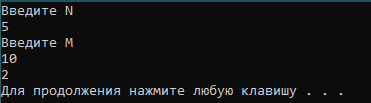 Введите N
5
Введите M
10
2
Для продолжения нажмите любую клавишу . . .